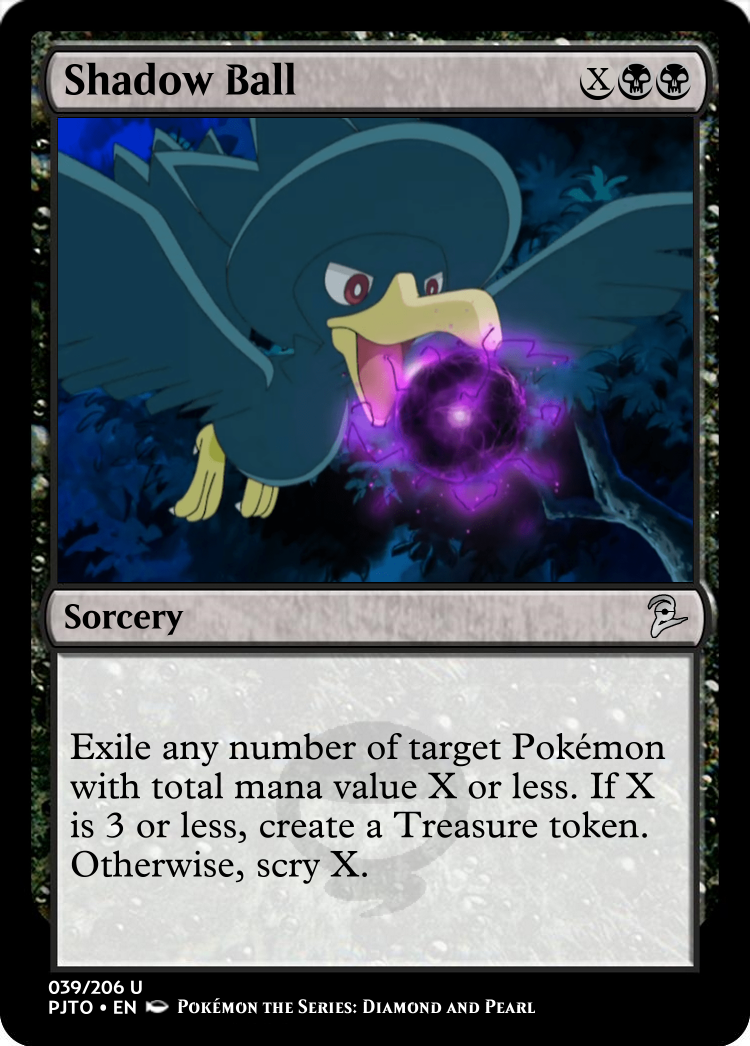 Shadow Ball X
Sorcery
Exile any number of target Pokémon
with total mana value X or less. If X
is 3 or less, create a Treasure token.
Otherwise, scry X.
039/206 U
PJTO • EN Pokémon the Series: Diamond and Pearl